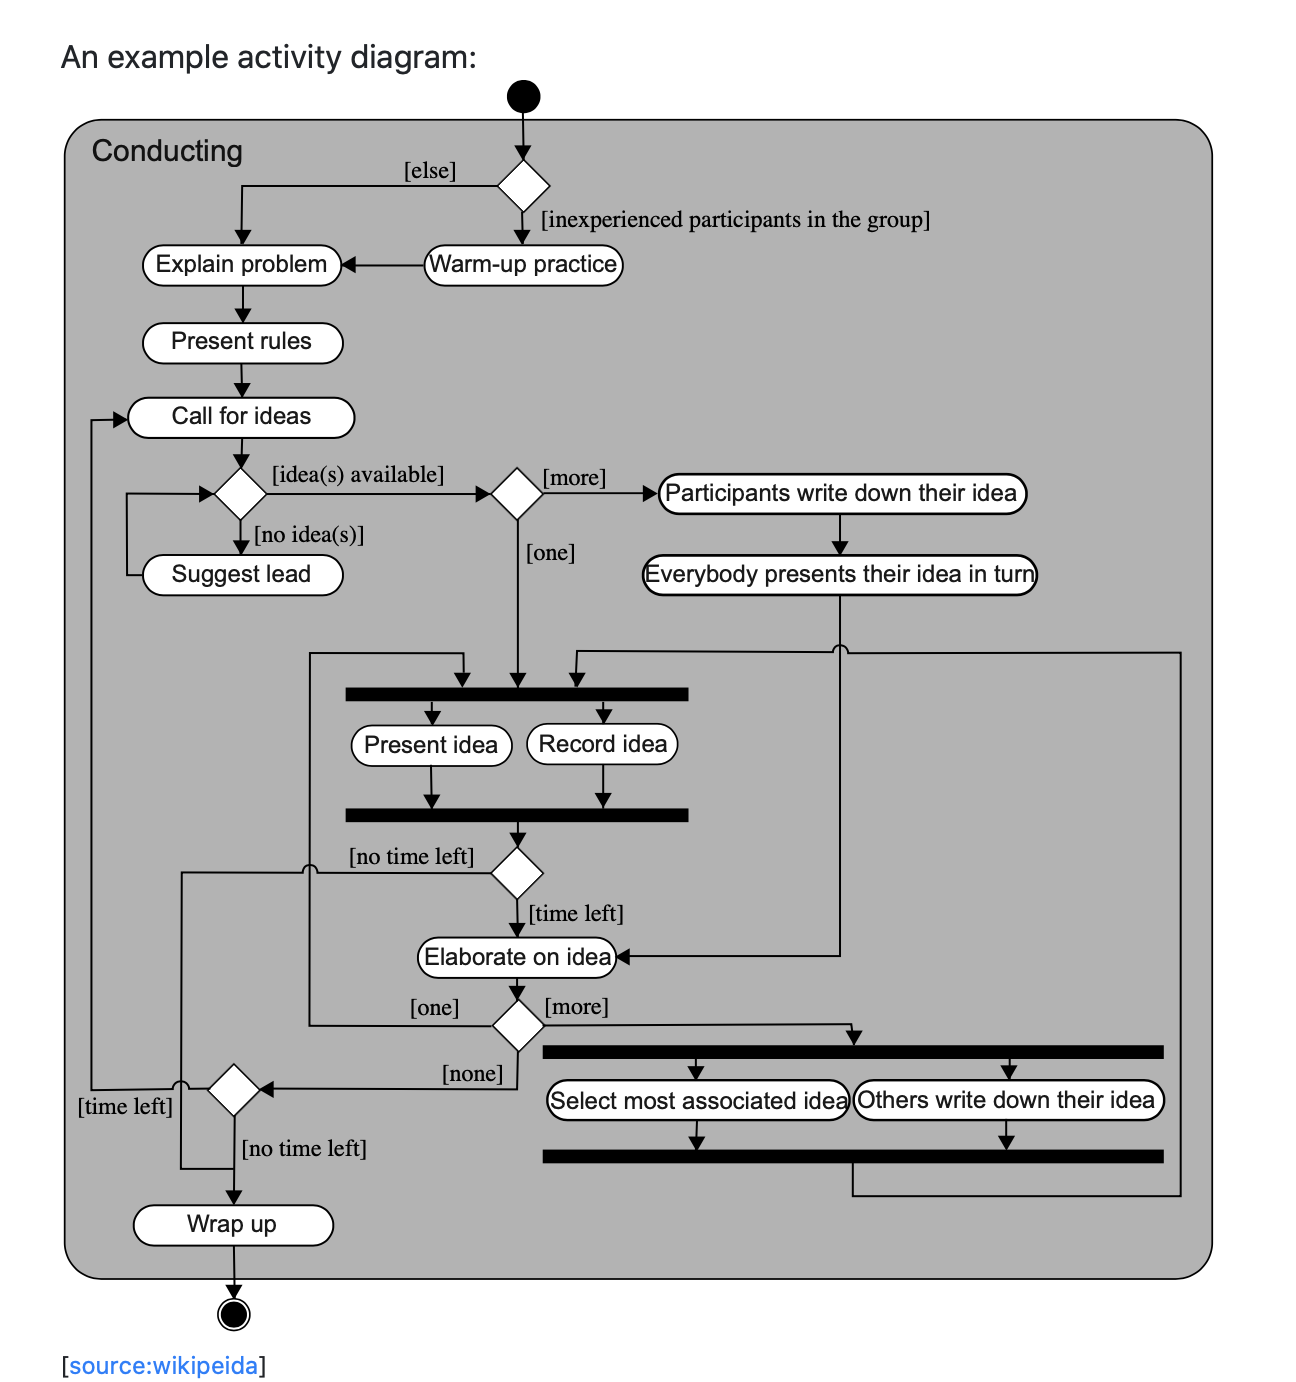 An example activity diagram:
Conducting
[else]
[inexperienced participants in the group]
Explain problem
Warm-up practice
Present rules
Call for ideas
[idea(s) available]
[more]
Participants write down their idea
[no idea(s)]
[one]
Suggest lead
Everybody presents their idea in turn
Present idea
Record idea
[no time left]
[time left]
Elaborate on idea
[one]
[more]
[none]
[time left]
Select most associated idea
Others write down their idea
[no time left]
Wrap up
[source:wikipeida]